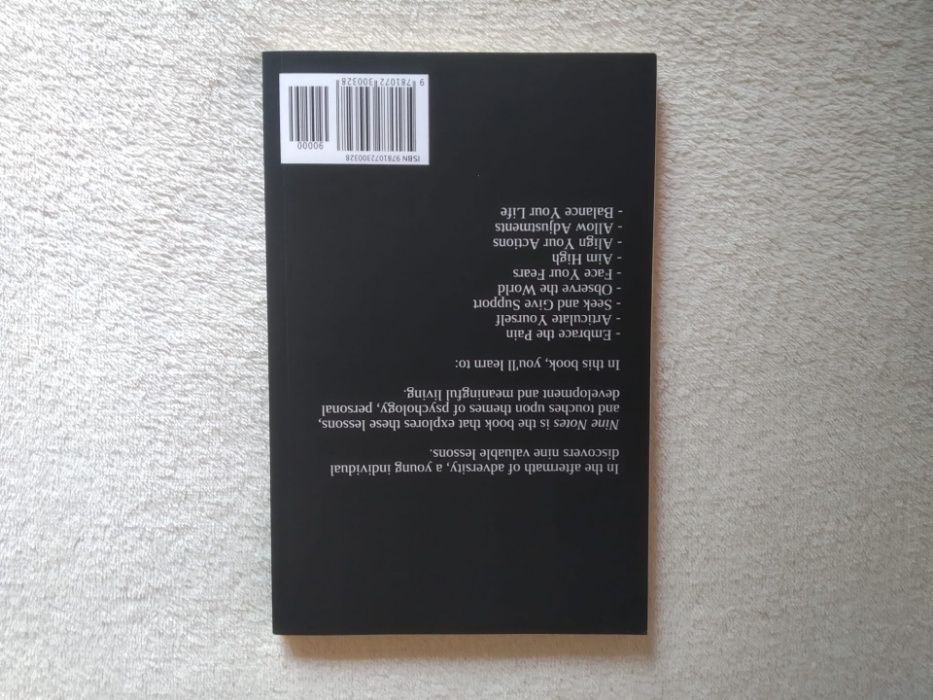 In the aftermath of adversity, a young individual
discovers nine valuable lessons.
Nine Notes is the book that explores these lessons,
and touches upon themes of psychology, personal
development and meaningful living.
In this book, you'll learn to:
- Embrace the Pain
- Articulate Yourself
- Seek and Give Support
- Observe the World
- Face Your Fears
- Aim High
- Align Your Actions
- Allow Adjustments
- Balance Your Life
ISBN 9781072300328
90000
9 781072 300328